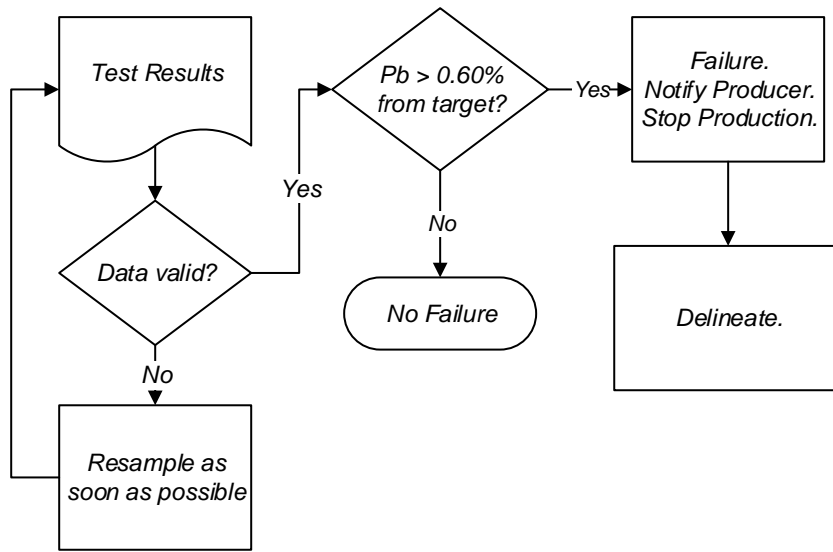 Test Results
Data valid?
No
Resample as
soon as possible
Yes
Pb > 0.60%
from target?
No
No Failure
Yes
Failure.
Notify Producer.
Stop Production.
Delineate.